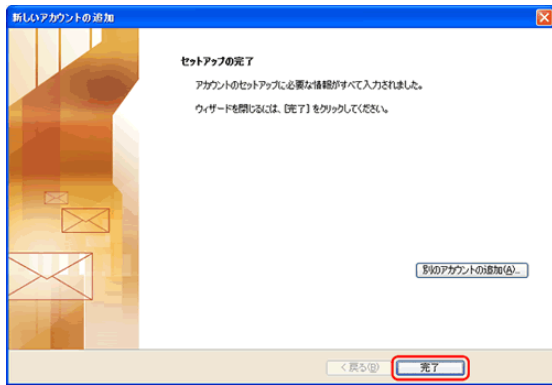 新しいアカウントの追加
セットアップの完了
アカウントのセットアップに必要な情報がすべて入力されました。
ウィザードを閉じるには、[完了] をクリックしてください。
別のアカウントの追加(A)...
< 戻る(B)
完了